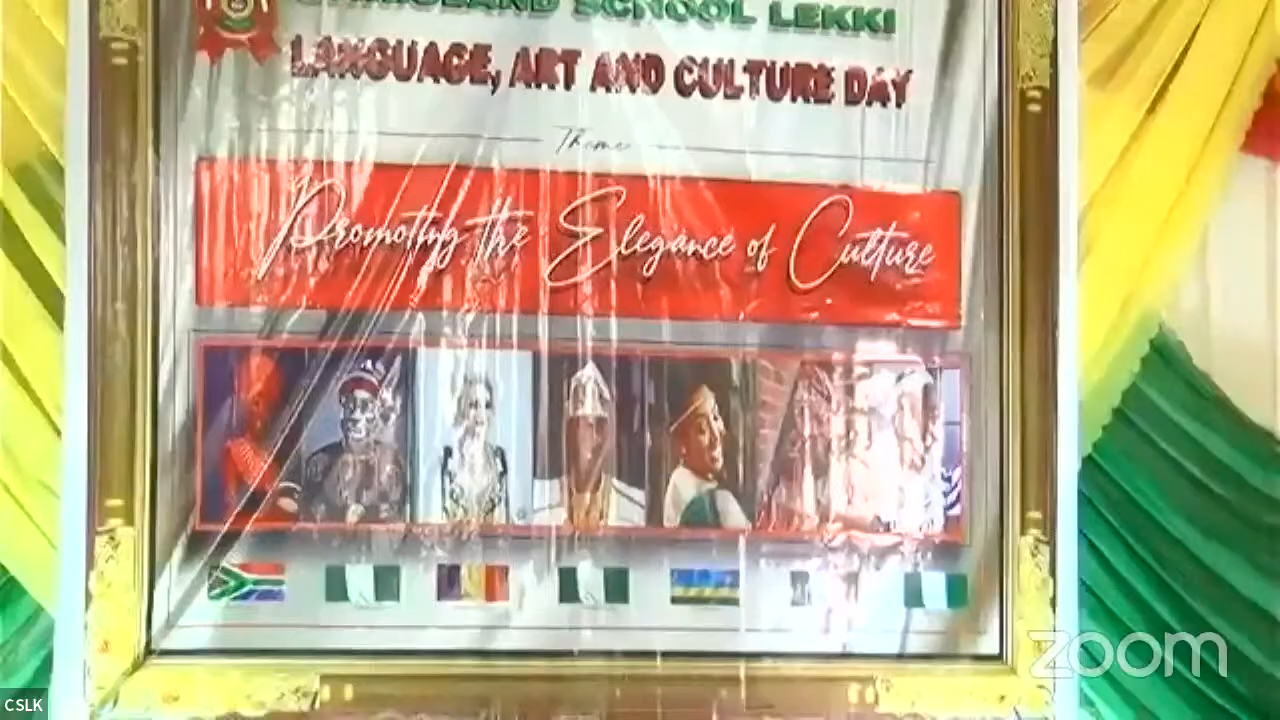 SCHOOL LEKKI
LANGUAGE, ART AND CULTURE DAY
Theme
Promoting the Elegance of Culture
zoom
CSLK